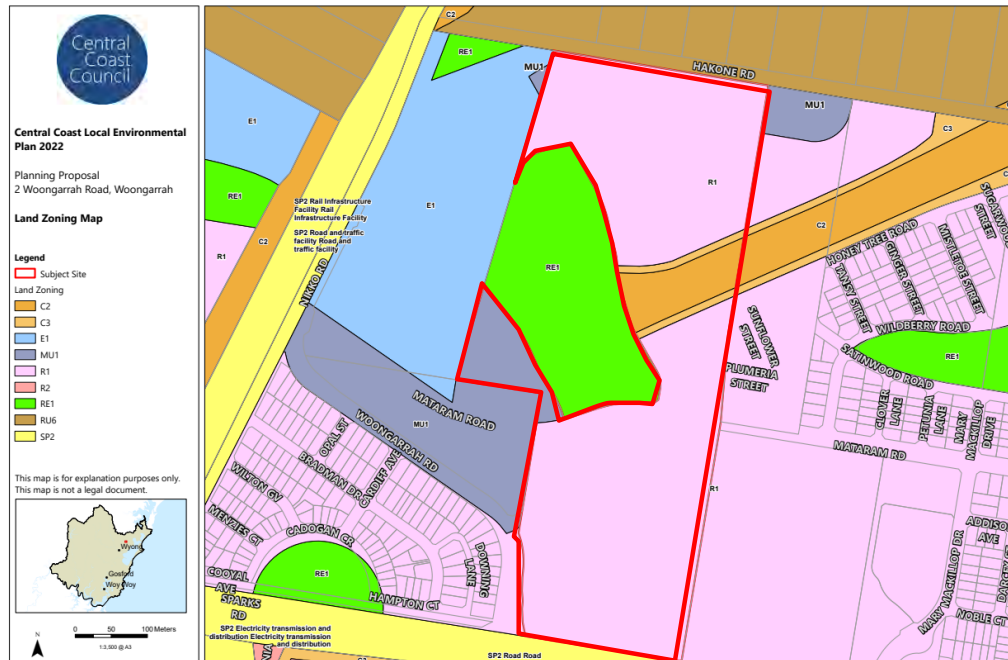 Central
Coast
Council
Central Coast Local Environmental
Plan 2022
Planning Proposal
2 Woongarrah Road, Woongarrah
Land Zoning Map
Legend
Subject Site
Land Zoning
C2
C3
E1
MU1
R1
R2
RE1
RU6
SP2
This map is for explanation purposes only.
This map is not a legal document.
Wyong
Gosford
Woy Woy
N
0 50 100 Meters
1:3,500 @ A3
C2
RE1
MU1
HAKONE RD
MU1
E1
C3
RE1
R1
SUGARWOOD
STREET
SP2 Rail Infrastructure
Facility Rail
Infrastructure Facility
E1
SP2 Road and traffic
facility Road and
traffic facility
C2
R1
C2
HONEY TREE ROAD
MISTLETOE STREET
GINGER STREET
TANSY STREET
NIKKO RD
RE1
WILDBERRY ROAD
SUNFLOWER
STREET
SATINWOOD ROAD
RE1
PLUMERIA
STREET
MATARAM ROAD
MU1
WOONGARRAH RD
CLOVER
LANE
PETUNIA
LANE
MARY
MACKILLOP
DRIVE
OPAL ST
CARDIFF AVE
BRADMAN DR
MATARAM RD
WILTON GV
R1
MENZIES CT
CADOGAN CR
ADDISON
AVE
DOWNING
LANE
RE1
COOYAL
AVE
HAMPTON CT
SPARKS
RD
MARY MACKILLOP DR
NOBLE CT
SP2 Electricity transmission and
distribution Electricity transmission
and distribution
SP2 Road Road